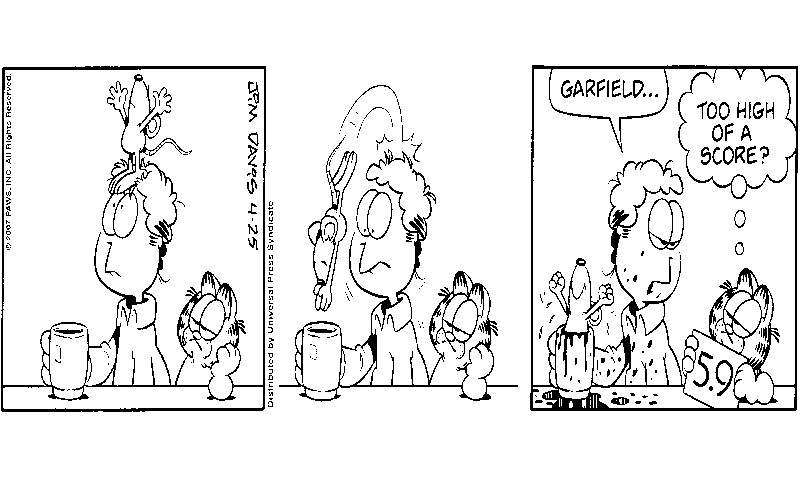 © 2007 PAWS, INC. All Rights Reserved.
JIM DAVIS 4-25
Distributed by Universal Press Syndicate
GARFIELD...
TOO HIGH
OF A
SCORE?
5.9